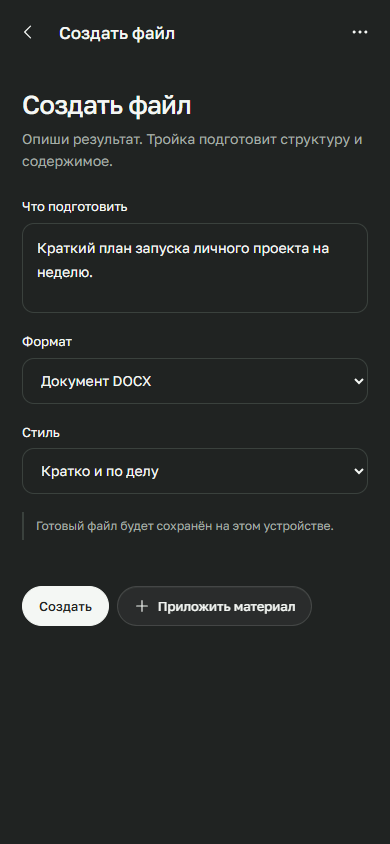 Создать файл
Создать файл
Опиши результат. Тройка подготовит структуру и
содержимое.
Что подготовить
Краткий план запуска личного проекта на
неделю.
Формат
Документ DOCX
Стиль
Кратко и по делу
Готовый файл будет сохранён на этом устройстве.
Создать
Приложить материал